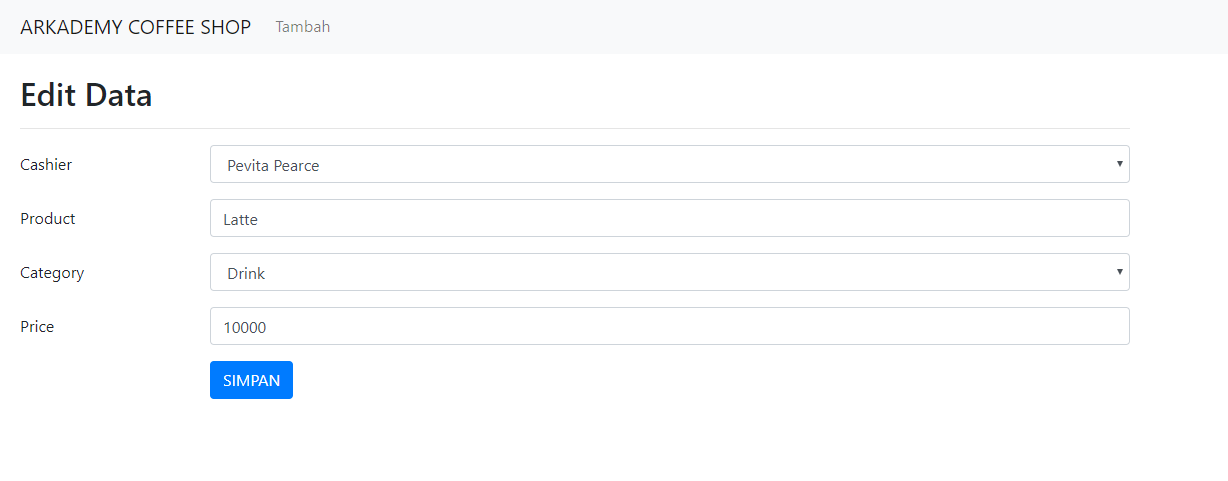 ARKADEMY COFFEE SHOP Tambah
Edit Data
Cashier Pevita Pearce
Product Latte
Category Drink
Price 10000
SIMPAN